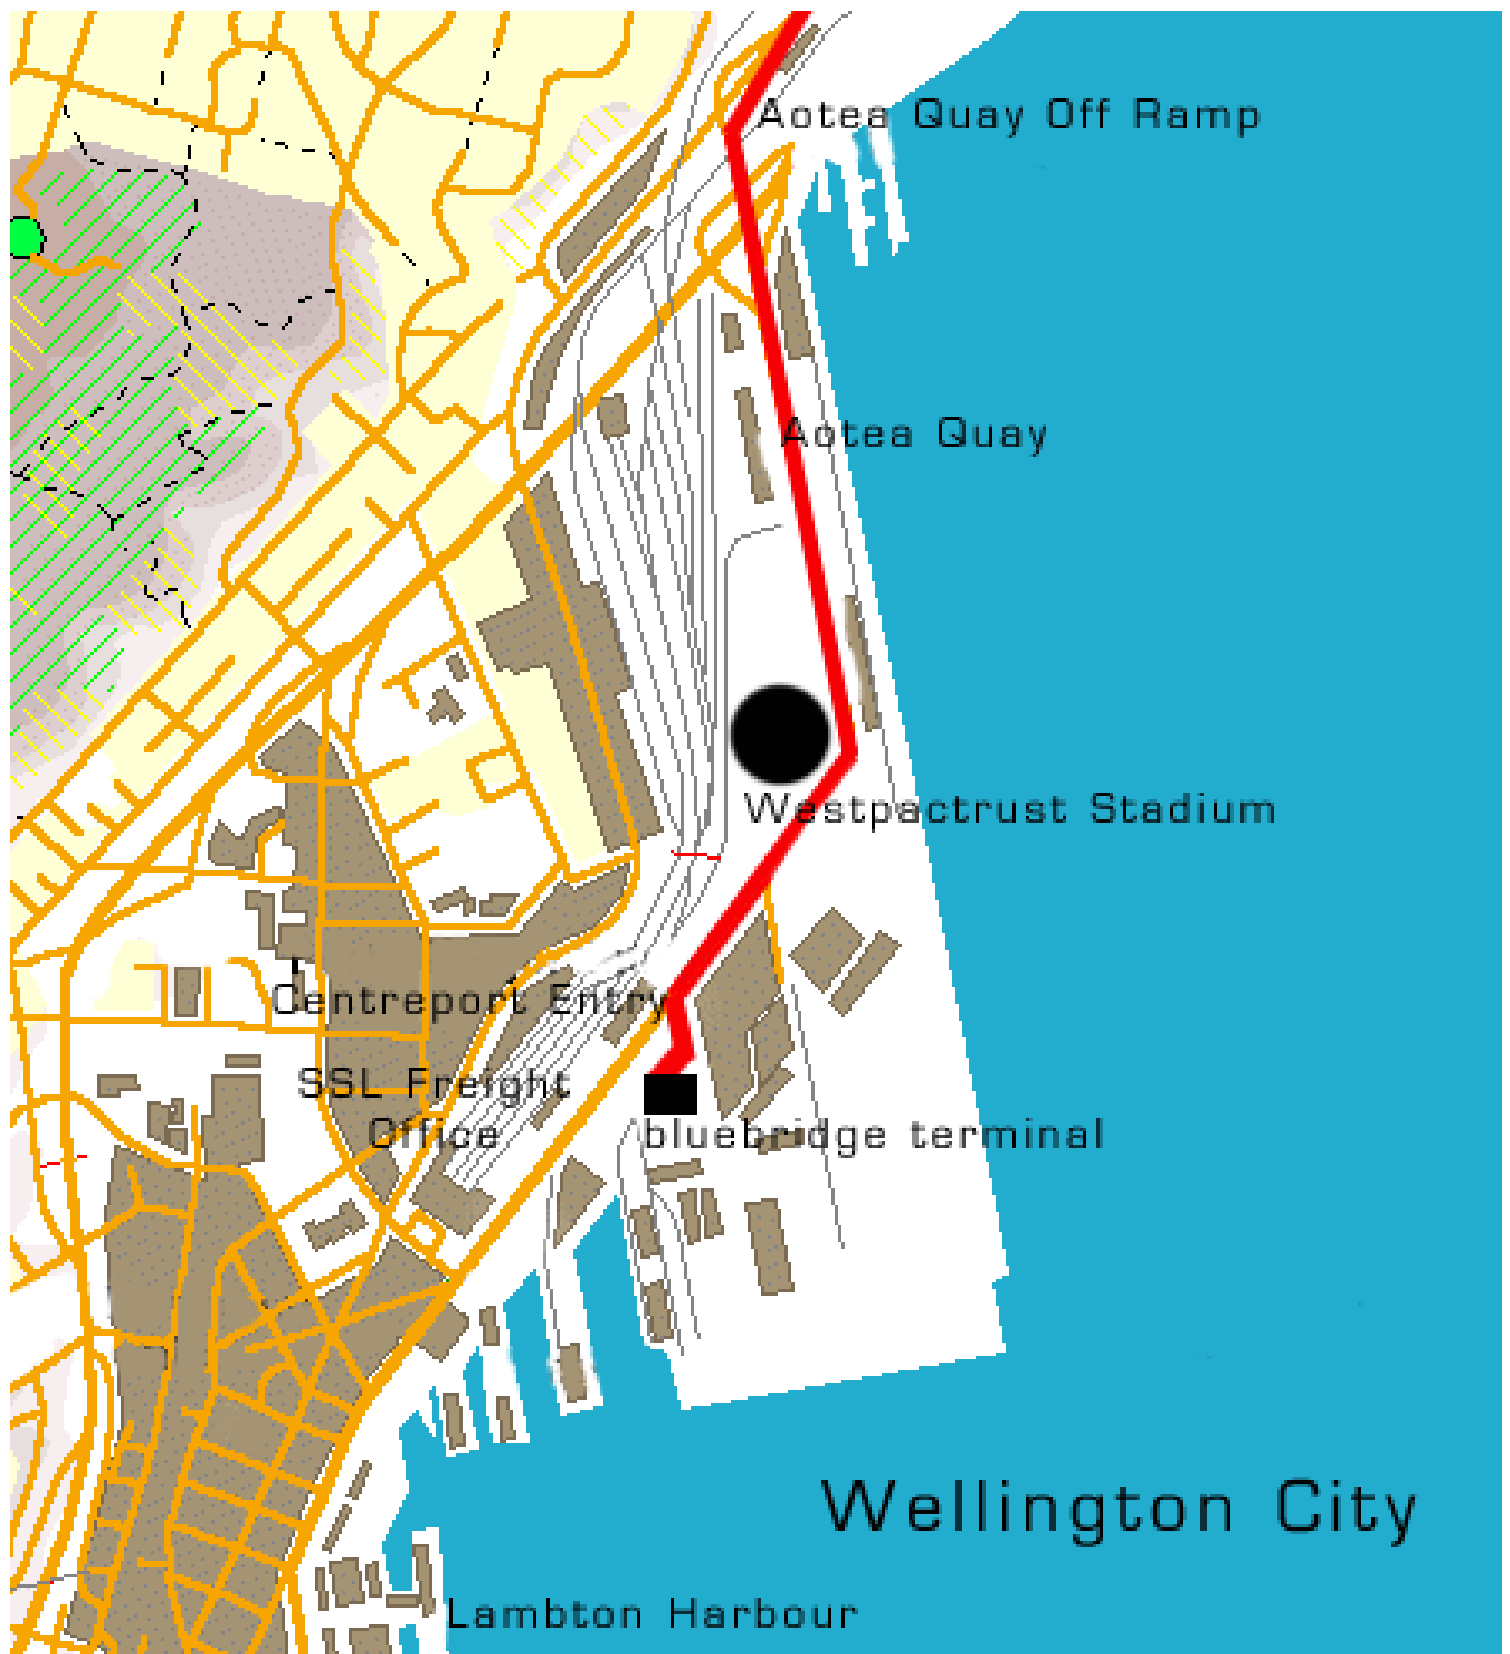 Aotea Quay Off Ramp
Aotea Quay
Westpactrust Stadium
Centreport Entry
SSL Freight
Office
bluebridge terminal
Wellington City
Lambton Harbour